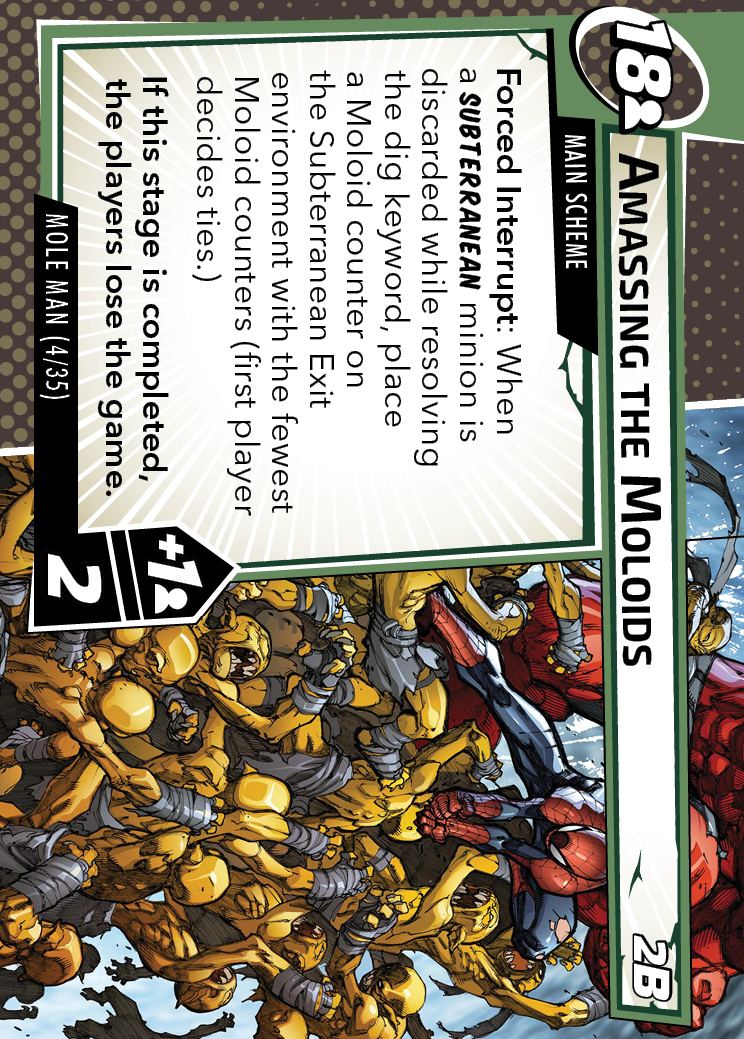 18
AMASSING THE MOLOIDS
2B
MAIN SCHEME
Forced Interrupt: When
a SUBTERRANEAN minion is
discarded while resolving
the dig keyword, place
a Moloid counter on
the Subterranean Exit
environment with the fewest
Moloid counters (first player
decides ties.)
If this stage is completed,
the players lose the game.
+1
2
MOLE MAN (4/35)